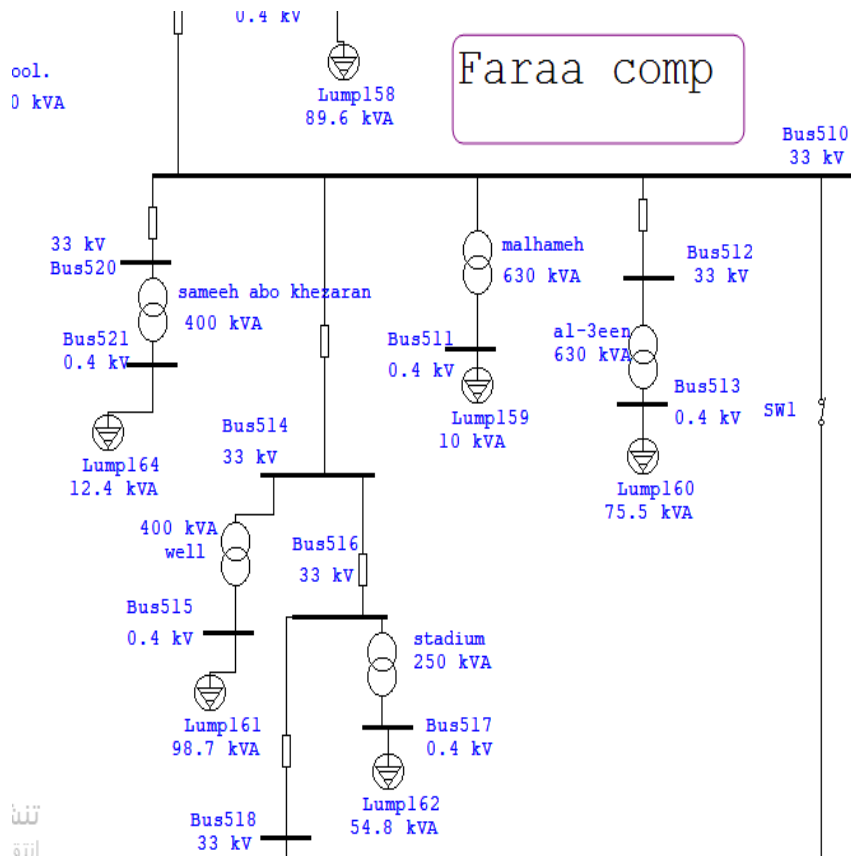 0.4 kV
ool.
0 kVA
Lump158
89.6 kVA
Faraa comp
Bus510
33 kV
33 kV
Bus520
sameeh abo khezaran
400 kVA
Bus521
0.4 kV
Lump164
12.4 kVA
malhameh
630 kVA
Bus511
0.4 kV
Lump159
10 kVA
Bus512
33 kV
al-3een
630 kVA
Bus513
0.4 kV
SW1
Lump160
75.5 kVA
Bus514
33 kV
400 kVA
well
Bus516
33 kV
Bus515
0.4 kV
Lump161
98.7 kVA
stadium
250 kVA
Bus517
0.4 kV
Lump162
54.8 kVA
Bus518
33 kV